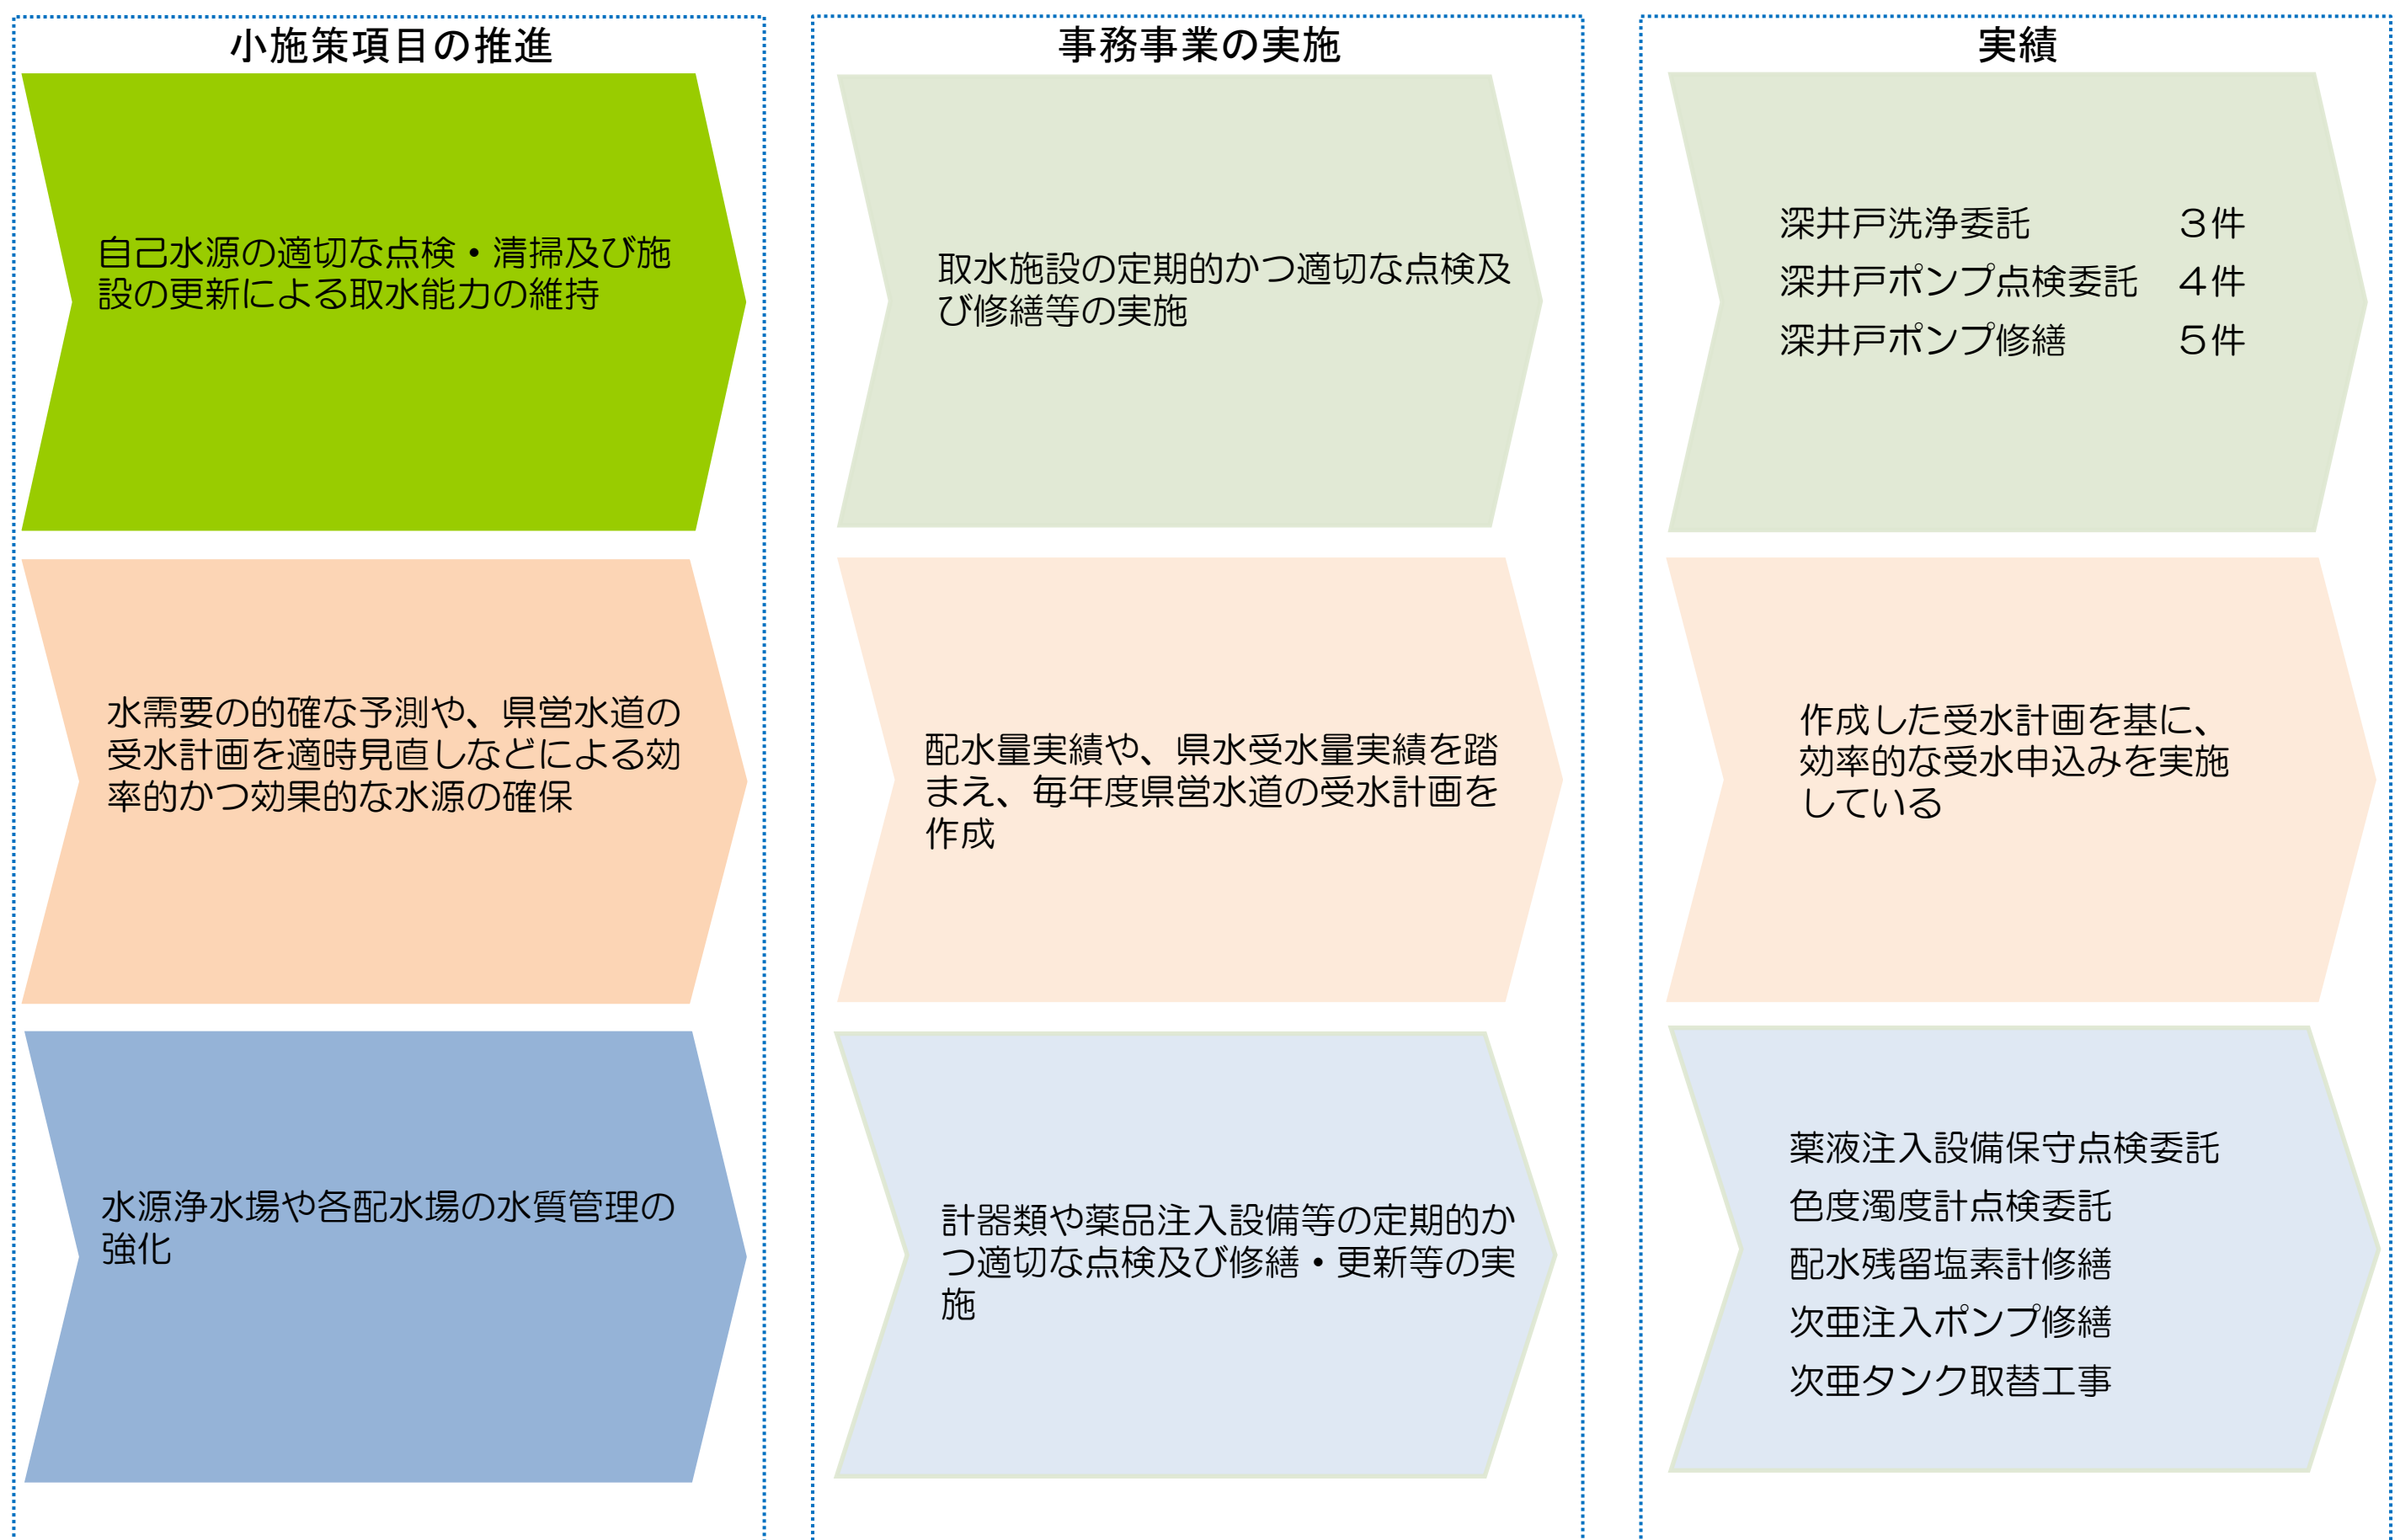 小施策項目の推進
自己水源の適切な点検・清掃及び施
設の更新による取水能力の維持
水需要の的確な予測や、県営水道の
受水計画を適時見直しなどによる効
率的かつ効果的な水源の確保
水源浄水場や各配水場の水質管理の
強化
事務事業の実施
取水施設の定期的かつ適切な点検及
び修繕等の実施
配水量実績や、県水受水量実績を踏
まえ、毎年度県営水道の受水計画を
作成
計器類や薬品注入設備等の定期的か
つ適切な点検及び修繕・更新等の実
施
実績
深井戸洗浄委託　３件
深井戸ポンプ点検委託　４件
深井戸ポンプ修繕　５件
作成した受水計画を基に、
効率的な受水申込みを実施
している
薬液注入設備保守点検委託
色度濁度計点検委託
配水残留塩素計修繕
次亜注入ポンプ修繕
次亜タンク取替工事